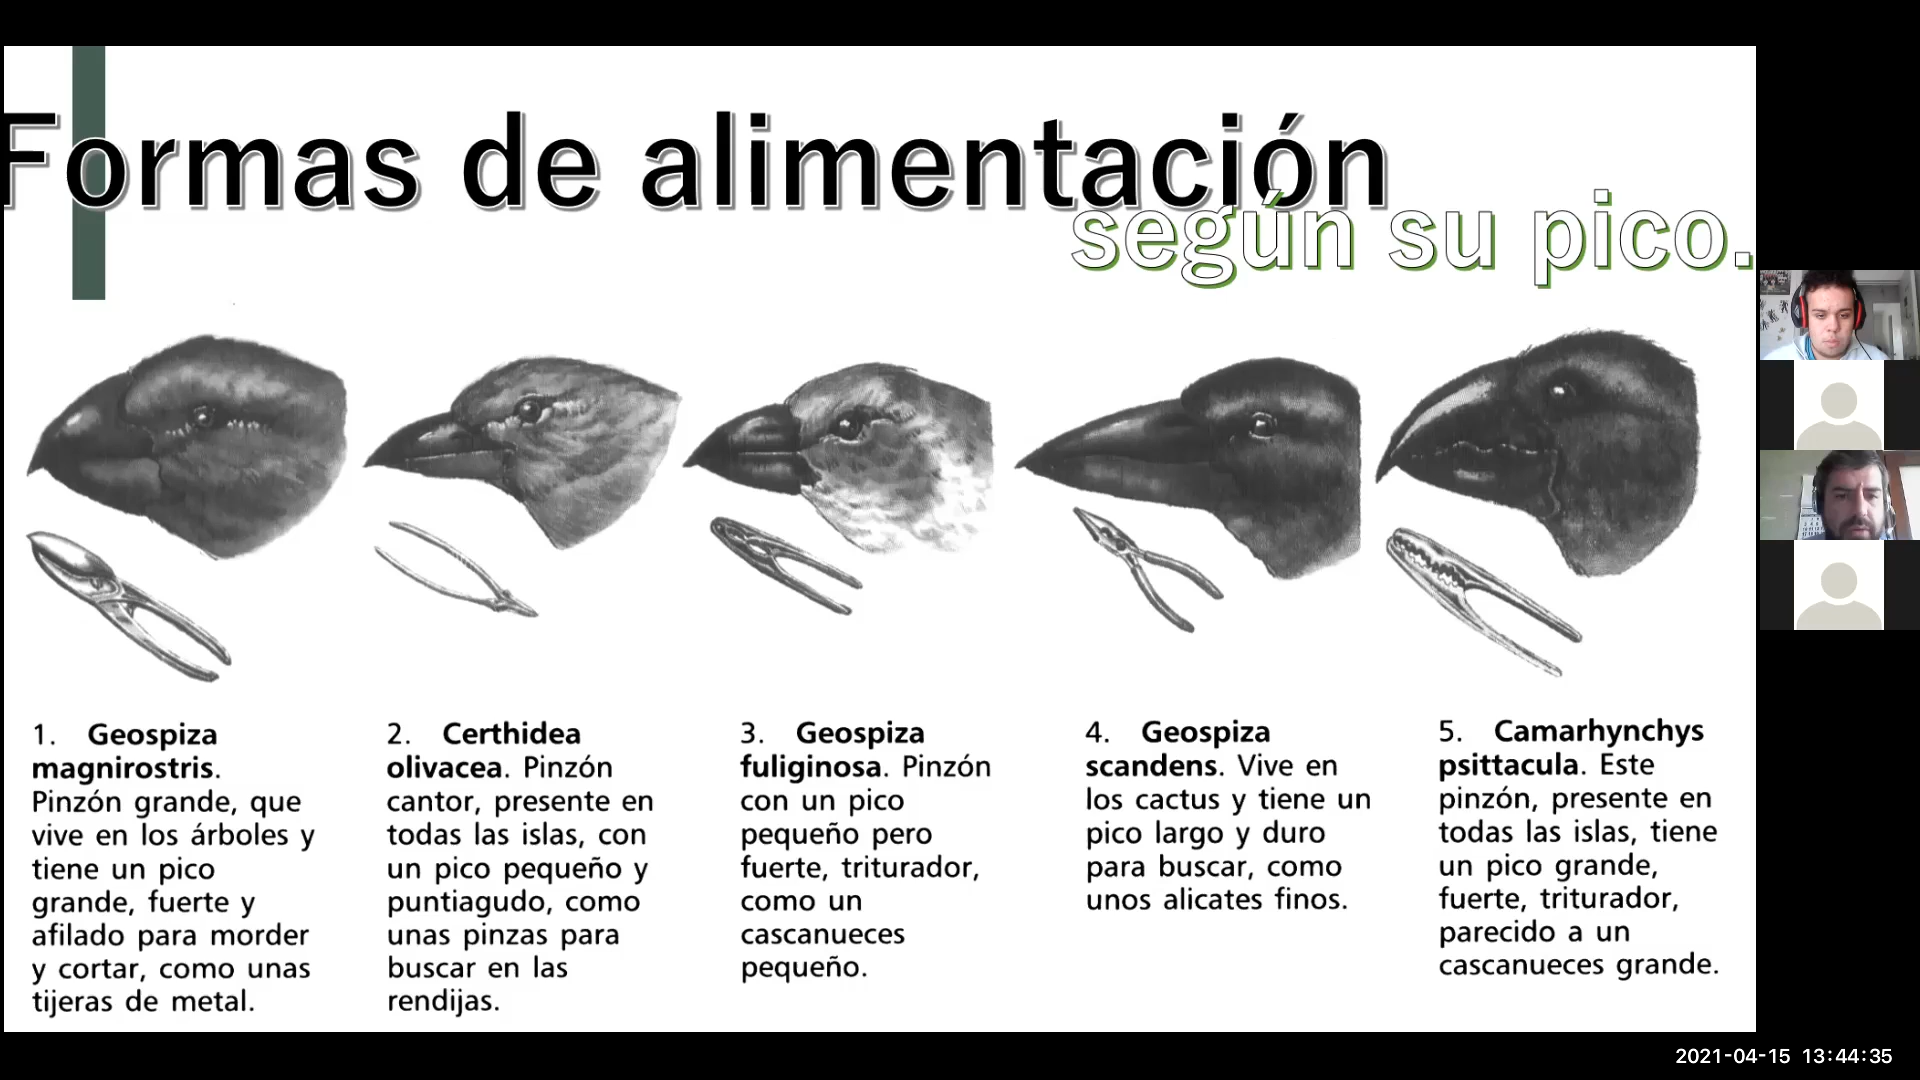 Formas de alimentación
según su pico.
1. Geospiza
magnirostris.
Pinzón grande, que
vive en los árboles y
tiene un pico
grande, fuerte y
afilado para morder
y cortar, como unas
tijeras de metal.
2. Certhidea
olivacea. Pinzón
cantor, presente en
todas las islas, con
un pico pequeño y
puntiagudo, como
unas pinzas para
buscar en las
rendijas.
3. Geospiza
fuliginosa. Pinzón
con un pico
pequeño pero
fuerte, triturador,
como un
cascanueces
pequeño.
4. Geospiza
scandens. Vive en
los cactus y tiene un
pico largo y duro
para buscar, como
unos alicates finos.
5. Camarhynchys
psittacula. Este
pinzón, presente en
todas las islas, tiene
un pico grande,
fuerte, triturador,
parecido a un
cascanueces grande.
2021-04-15 13:44:35